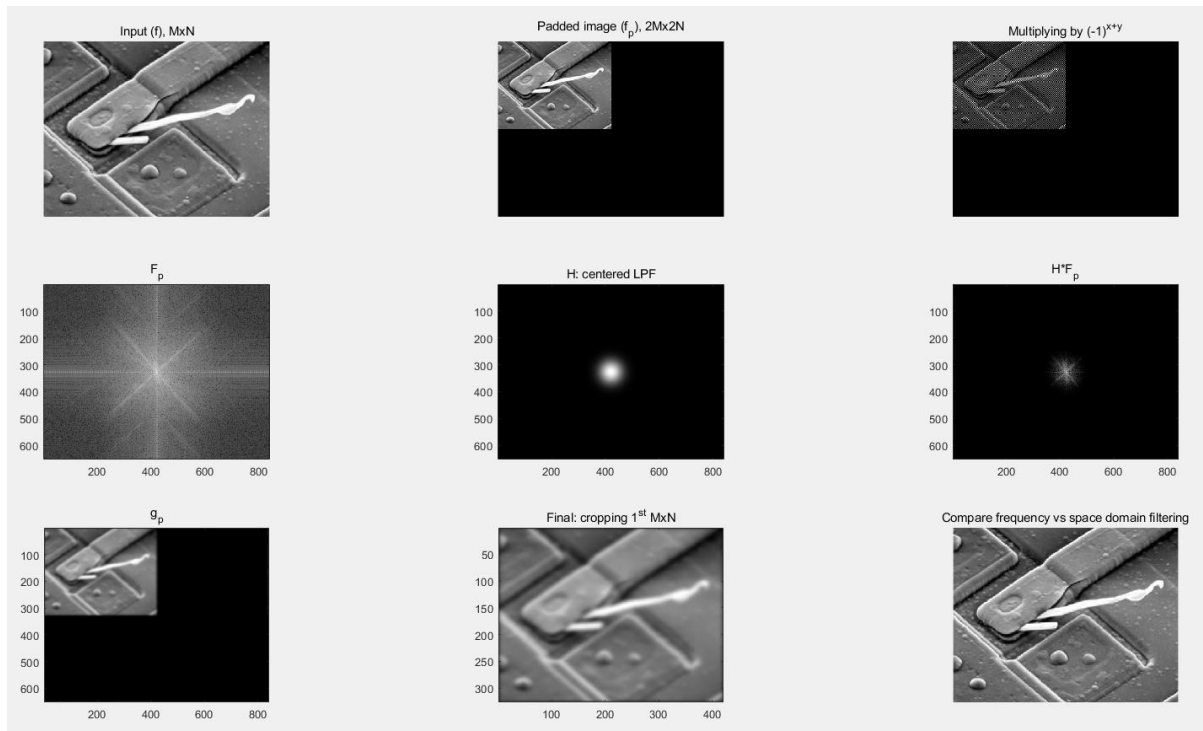 Input (f), MxN
Padded image (fp), 2Mx2N
Multiplying by (-1)x+y
Fp
100
200
300
400
500
600
200 400 600 800
H: centered LPF
100
200
300
400
500
600
200 400 600 800
H*Fp
100
200
300
400
500
600
200 400 600 800
gp
100
200
300
400
500
600
200 400 600 800
Final: cropping 1st MxN
50
100
150
200
250
300
100 200 300 400
Compare frequency vs space domain filtering